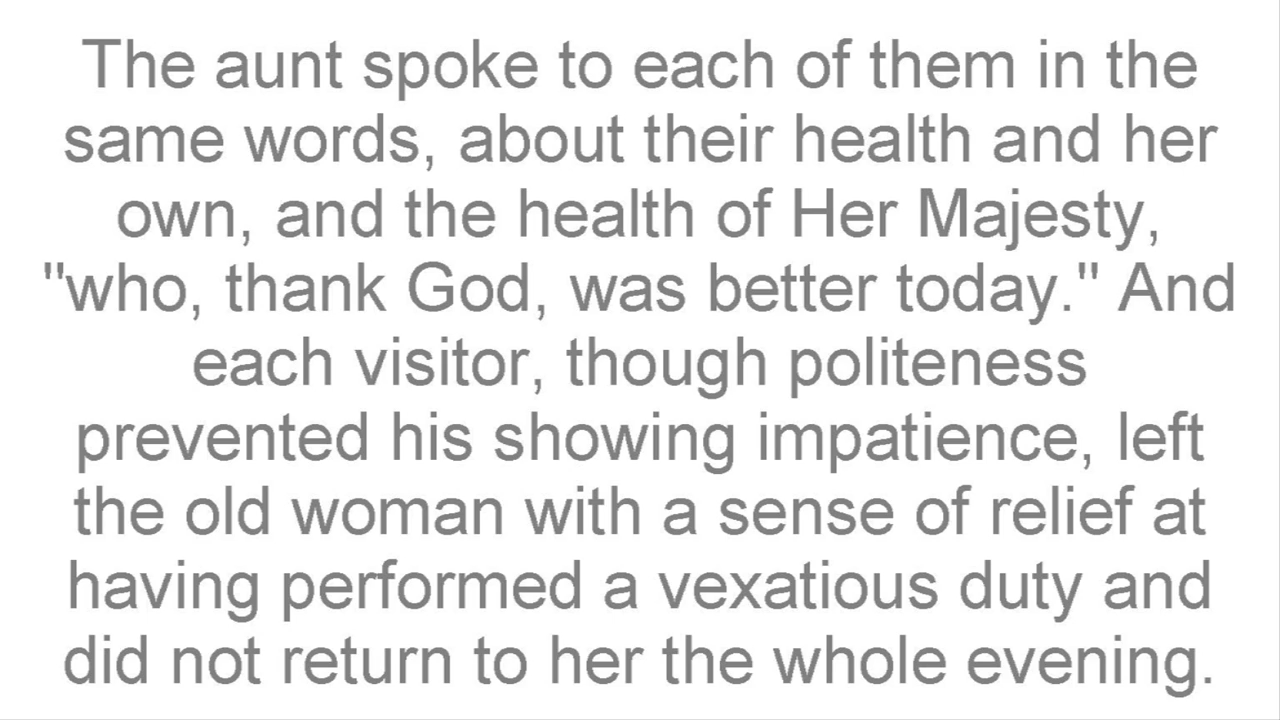 The aunt spoke to each of them in the
same words, about their health and her
own, and the health of Her Majesty,
"who, thank God, was better today." And
each visitor, though politeness
prevented his showing impatience, left
the old woman with a sense of relief at
having performed a vexatious duty and
did not return to her the whole evening.